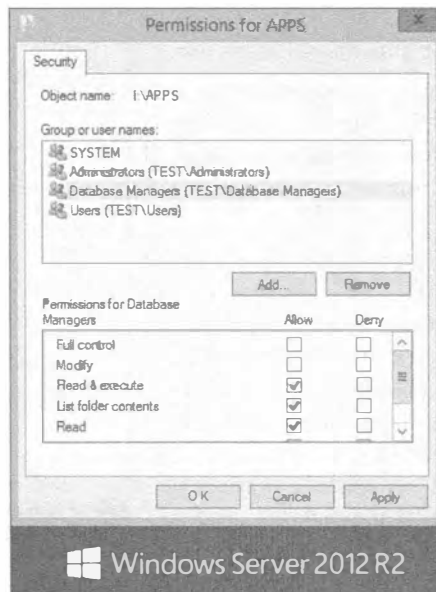 Permissions for APPS
Security
Object name: I:\APPS
Group or user names:
SYSTEM
Administrators (TEST\Administrators)
Database Managers (TEST\Database Managers)
Users (TEST\Users)
Add... Remove
Permissions for Database
Managers Allow Deny
Full control
Modify
Read & execute
List folder contents
Read
OK Cancel Apply
Windows Server 2012 R2